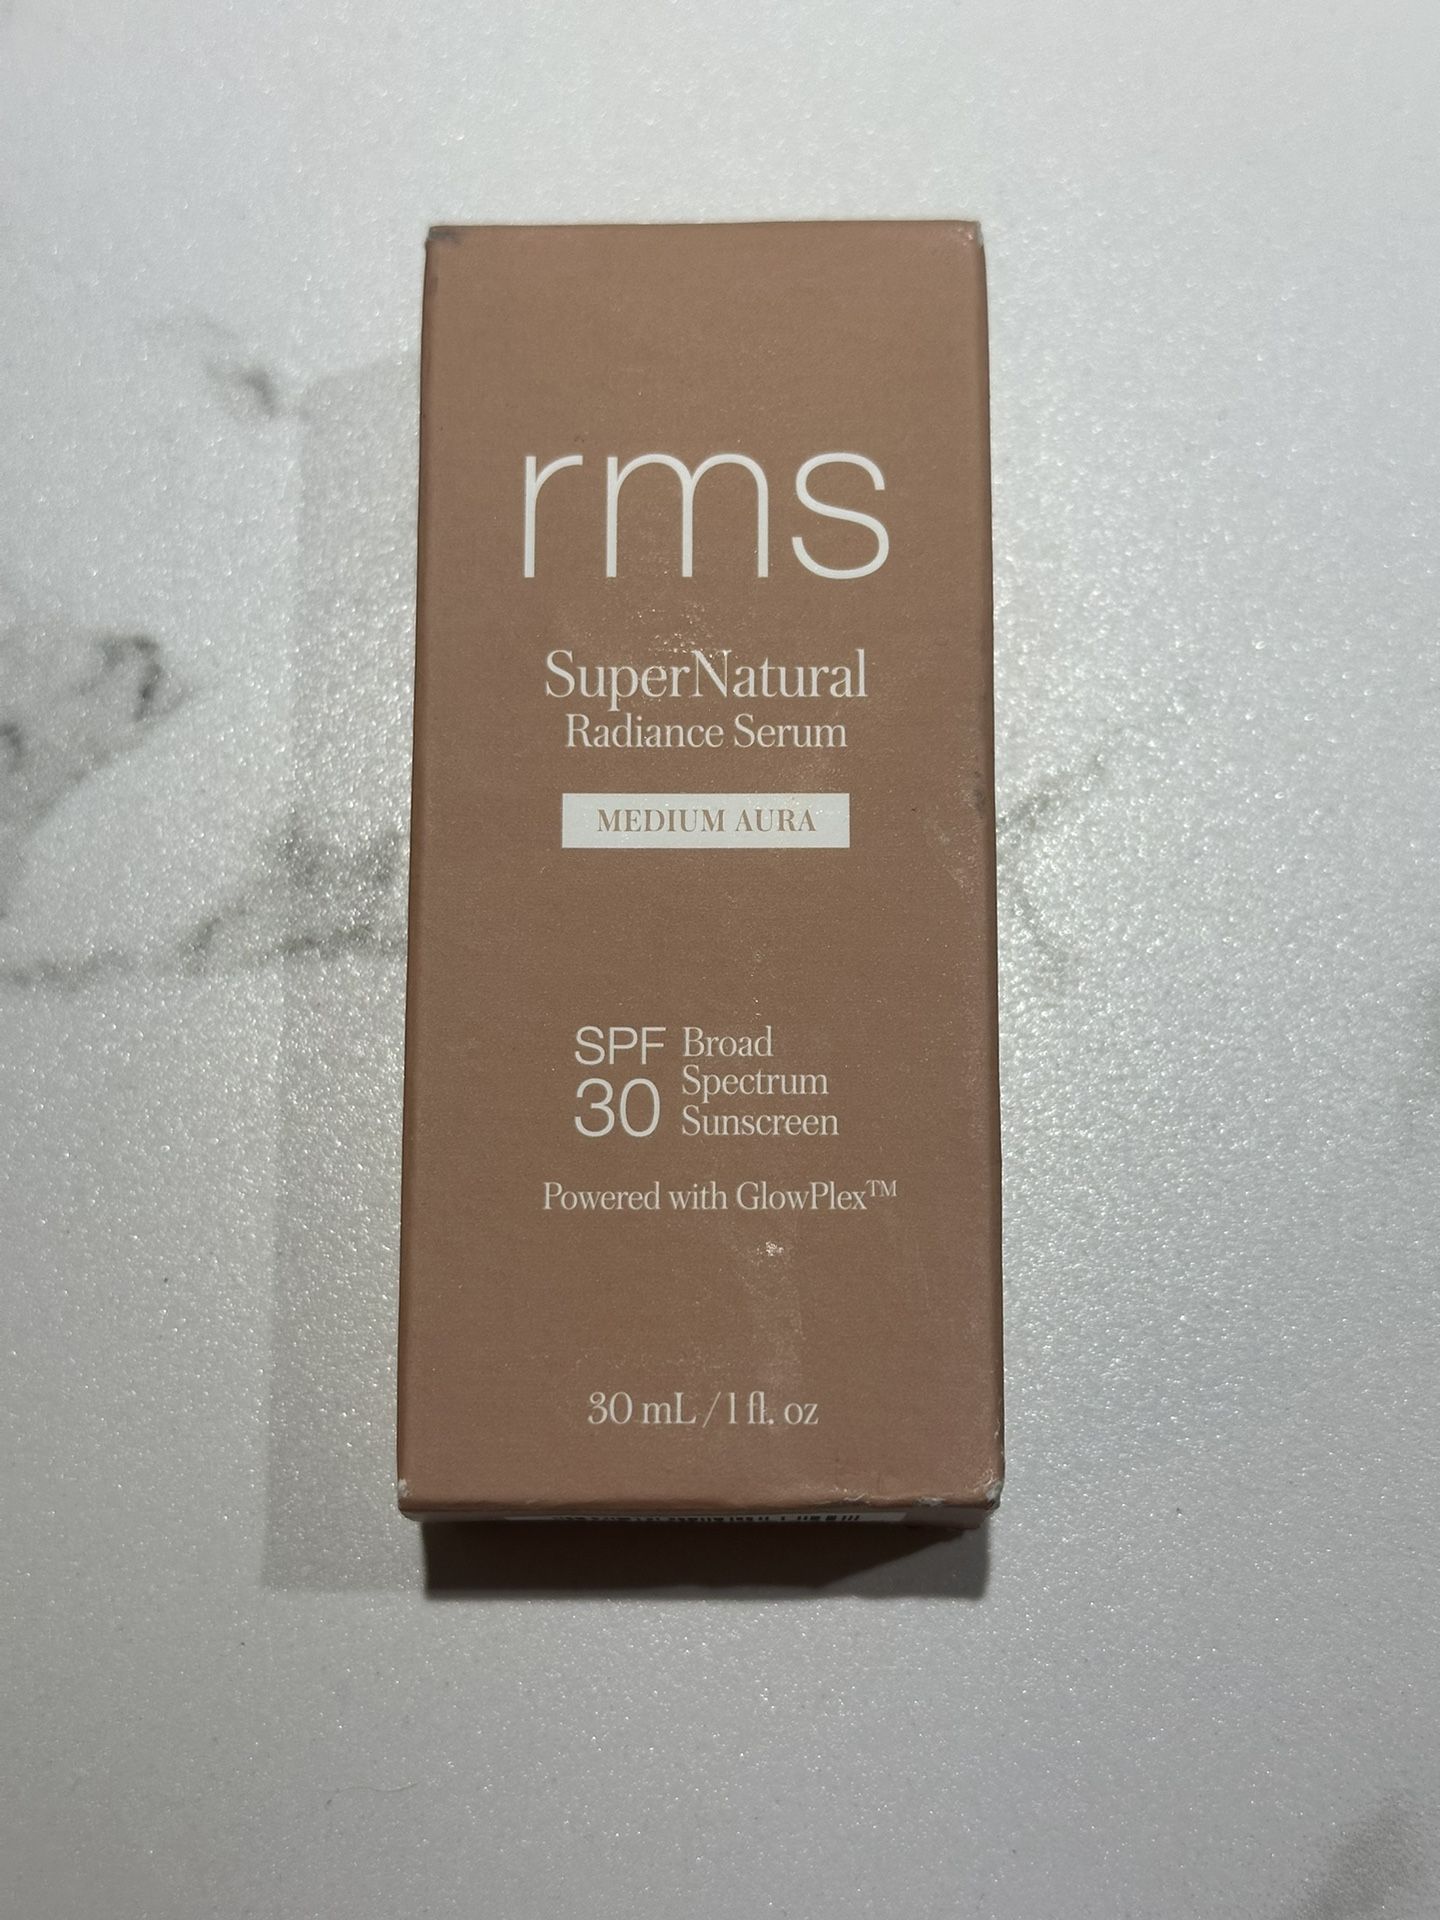 rms
SuperNatural
Radiance Serum
MEDIUM AURA
SPF 30
Broad
Spectrum
Sunscreen
Powered with GlowPlex™
30 mL / 1 fl. oz